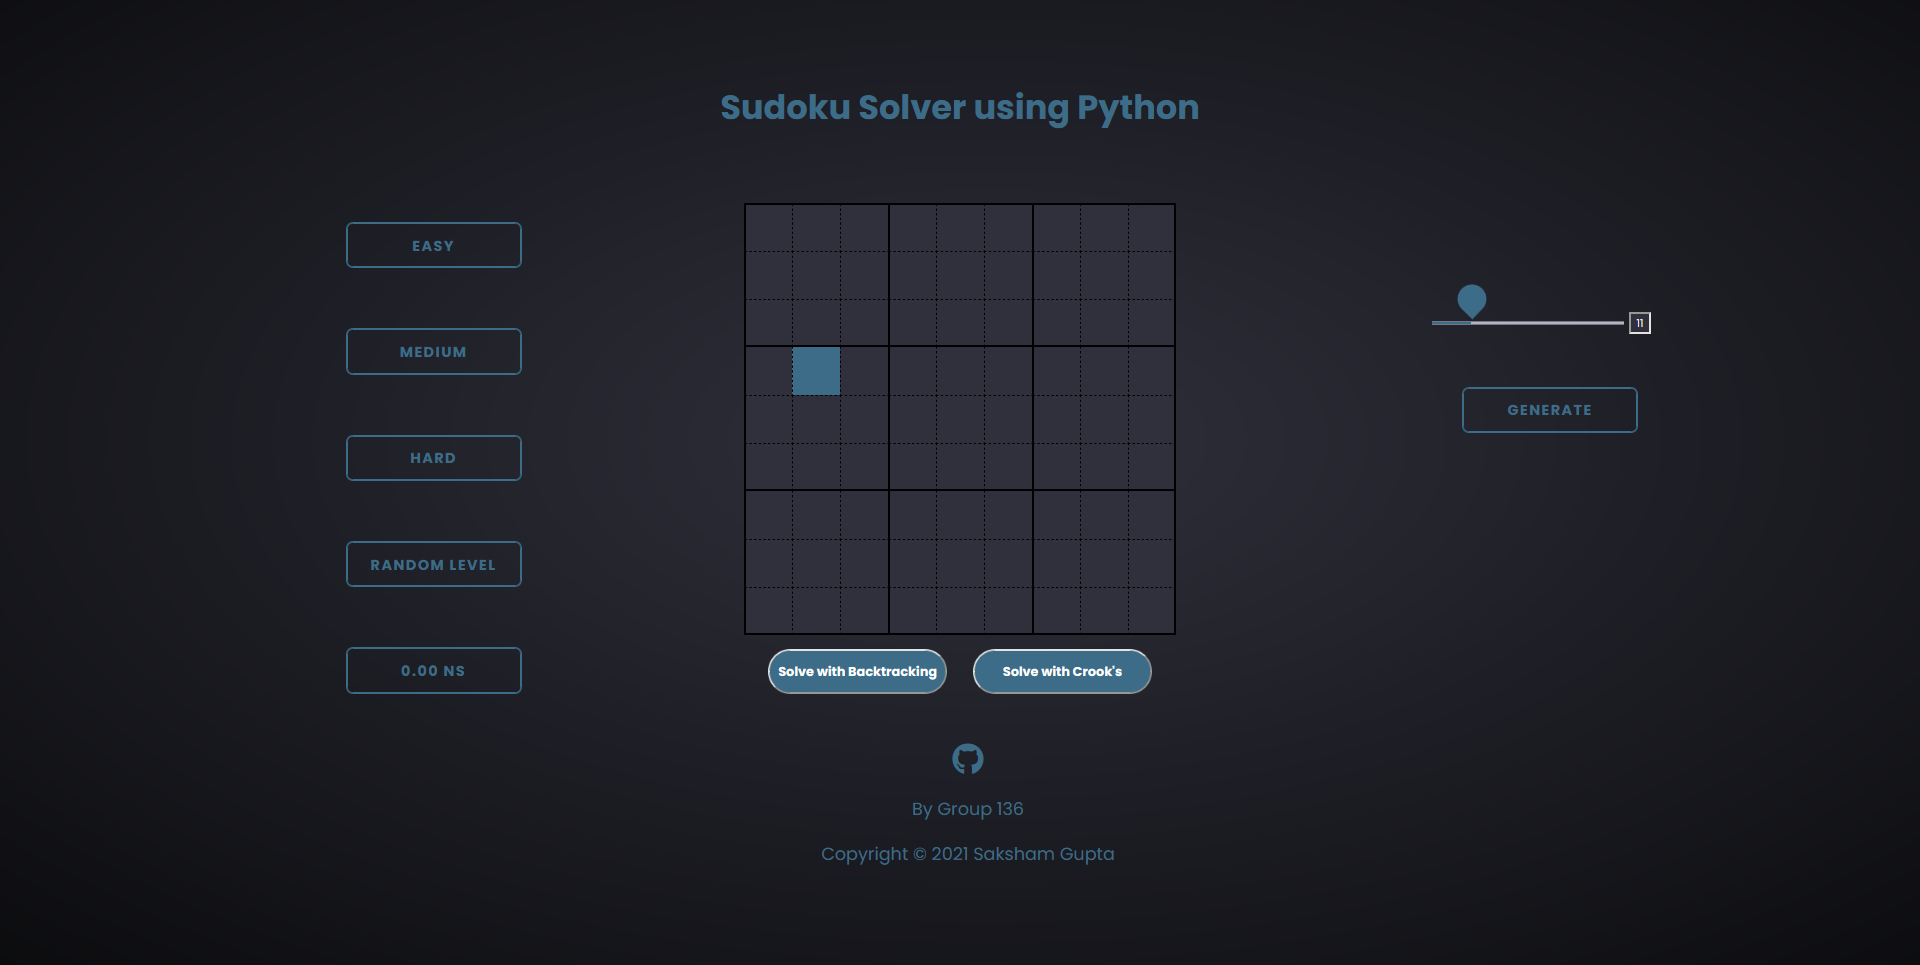 Sudoku Solver using Python
EASY
MEDIUM
HARD
RANDOM LEVEL
0.00 NS
11
GENERATE
Solve with Backtracking
Solve with Crook's
By Group 136
Copyright © 2021 Saksham Gupta